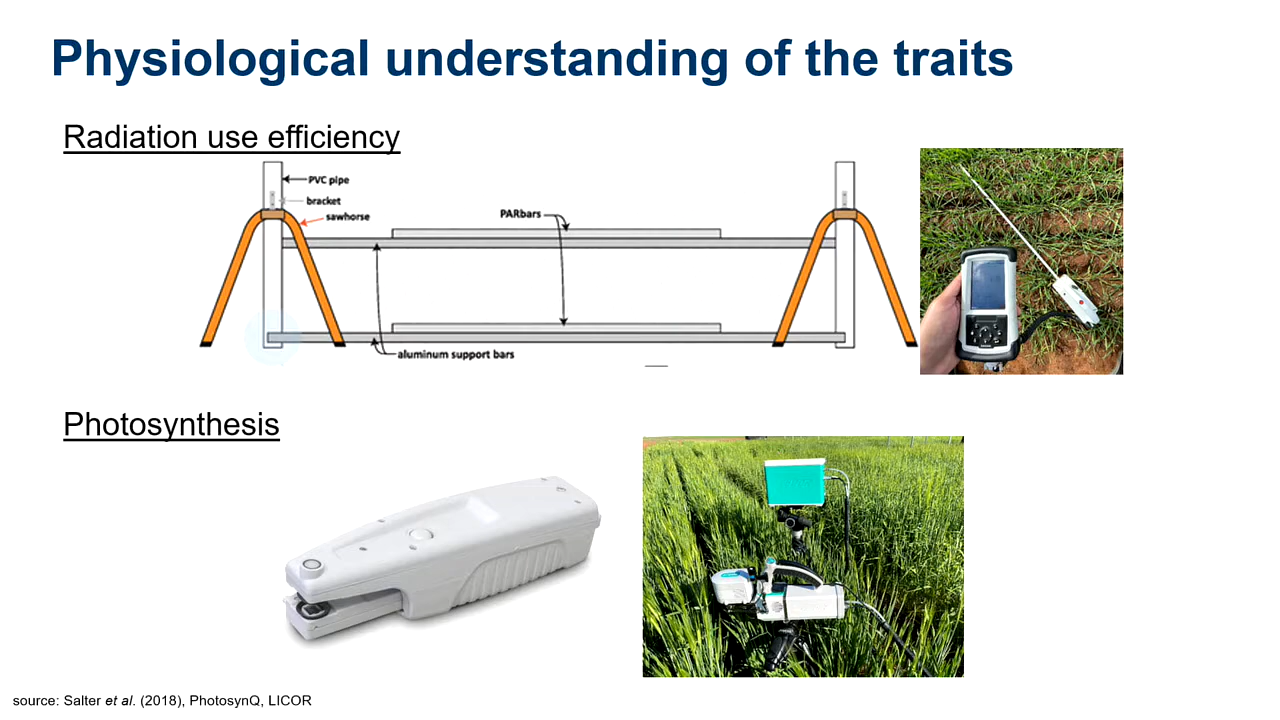 Physiological understanding of the traits
Radiation use efficiency
PVC pipe
bracket
sawhorse
PARbars
aluminum support bars
Photosynthesis
source: Salter et al. (2018), PhotosynQ, LICOR